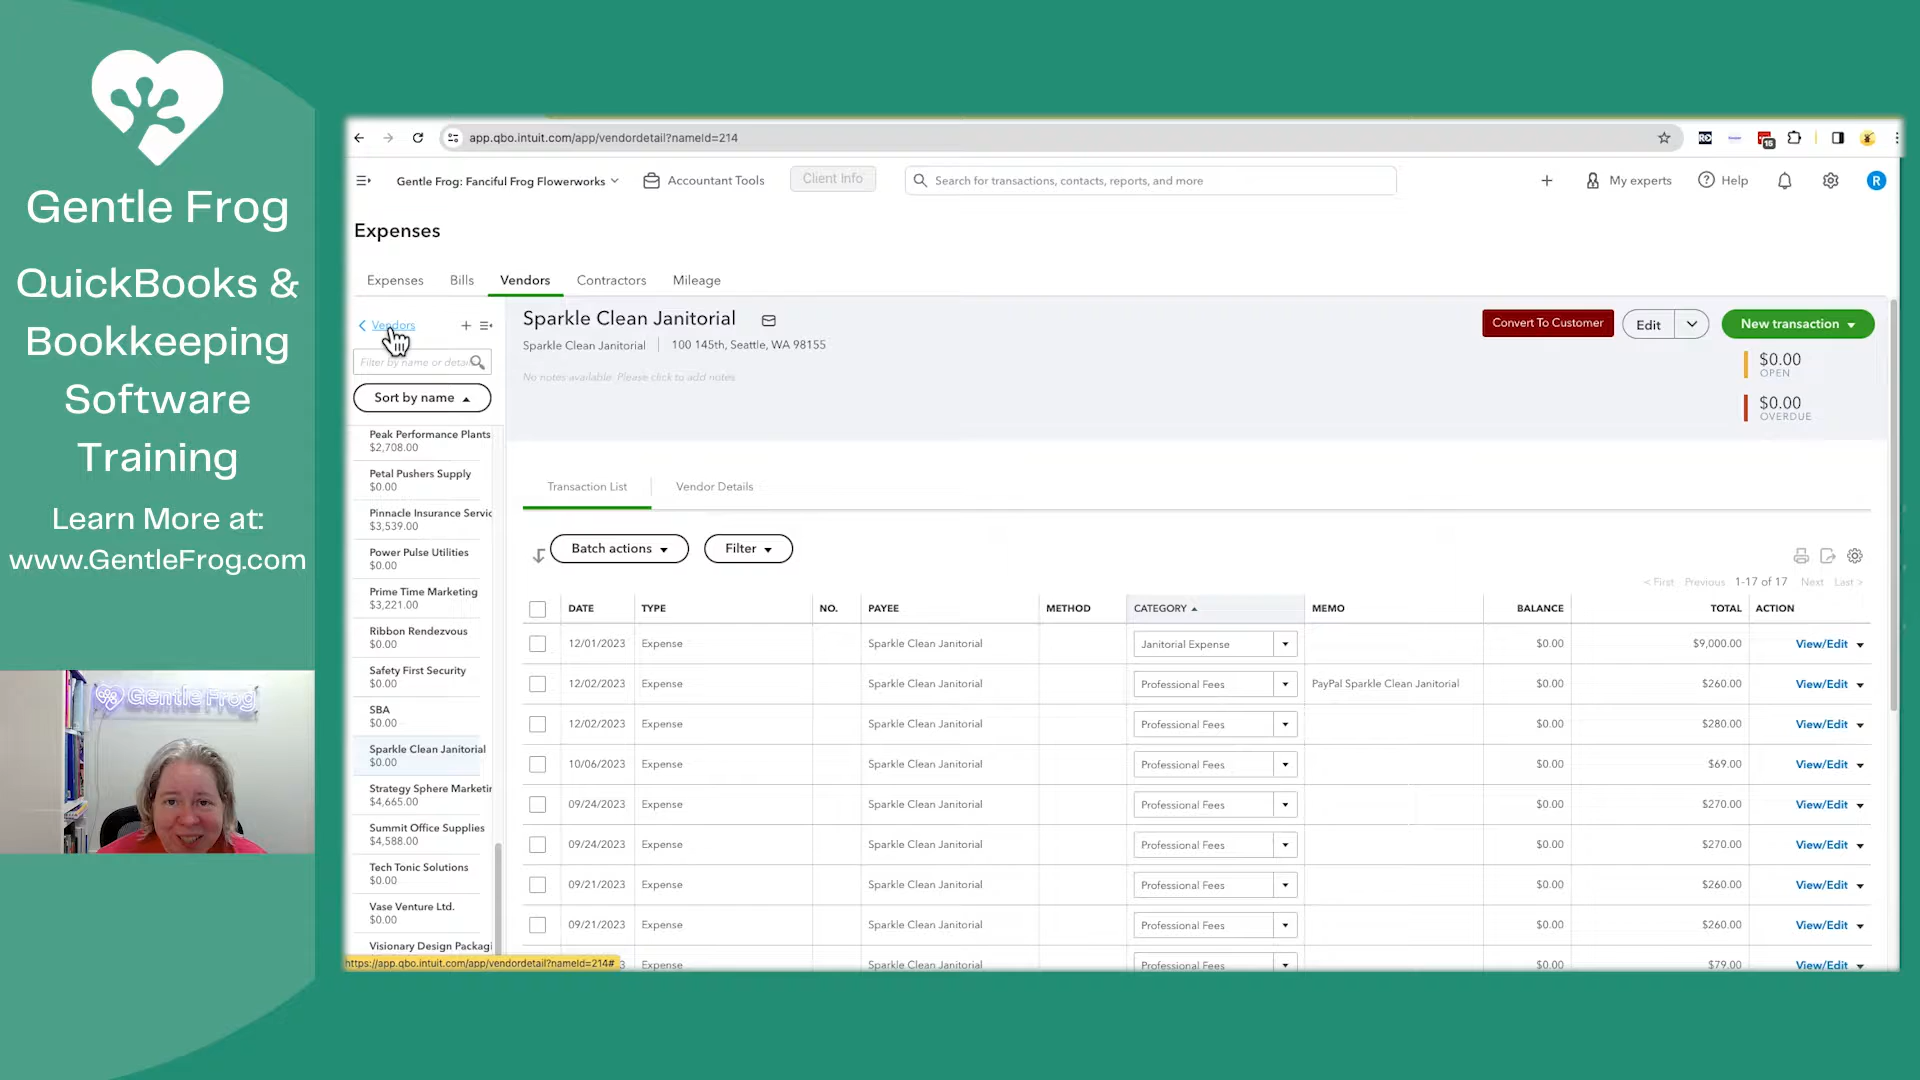 Gentle Frog
QuickBooks &
Bookkeeping
Software
Training
Learn More at:
www.GentleFrog.com
Gentle Frog
app.qbo.intuit.com/app/vendordetail?nameId=214
15
Gentle Frog: Fanciful Frog Flowerworks
Accountant Tools
Client Info
Search for transactions, contacts, reports, and more
My experts
Help
R
Expenses
Expenses Bills Vendors Contractors Mileage
Vendors
Filter by name or detai
Sort by name
Peak Performance Plants
$2,708.00
Petal Pushers Supply
$0.00
Pinnacle Insurance Servic
$3,539.00
Power Pulse Utilities
$0.00
Prime Time Marketing
$3,221.00
Ribbon Rendezvous
$0.00
Safety First Security
$0.00
SBA
$0.00
Sparkle Clean Janitorial
$0.00
Strategy Sphere Marketin
$4,665.00
Summit Office Supplies
$4,588.00
Tech Tonic Solutions
$0.00
Vase Venture Ltd.
$0.00
Visionary Design Packagi
https://app.qbo.intuit.com/app/vendordetail?nameId=214#
Sparkle Clean Janitorial
Sparkle Clean Janitorial | 100 145th, Seattle, WA 98155
No notes available. Please click to add notes.
Convert To Customer
Edit
New transaction
$0.00
OPEN
$0.00
OVERDUE
Transaction List Vendor Details
Batch actions Filter
< First Previous 1-17 of 17 Next Last >
DATE TYPE NO. PAYEE METHOD CATEGORY MEMO BALANCE TOTAL ACTION
12/01/2023 Expense Sparkle Clean Janitorial Janitorial Expense $0.00 $9,000.00 View/Edit
12/02/2023 Expense Sparkle Clean Janitorial Professional Fees PayPal Sparkle Clean Janitorial $0.00 $260.00 View/Edit
12/02/2023 Expense Sparkle Clean Janitorial Professional Fees $0.00 $280.00 View/Edit
10/06/2023 Expense Sparkle Clean Janitorial Professional Fees $0.00 $69.00 View/Edit
09/24/2023 Expense Sparkle Clean Janitorial Professional Fees $0.00 $270.00 View/Edit
09/24/2023 Expense Sparkle Clean Janitorial Professional Fees $0.00 $270.00 View/Edit
09/21/2023 Expense Sparkle Clean Janitorial Professional Fees $0.00 $260.00 View/Edit
09/21/2023 Expense Sparkle Clean Janitorial Professional Fees $0.00 $260.00 View/Edit
3 Expense Sparkle Clean Janitorial Professional Fees $0.00 $79.00 View/Edit